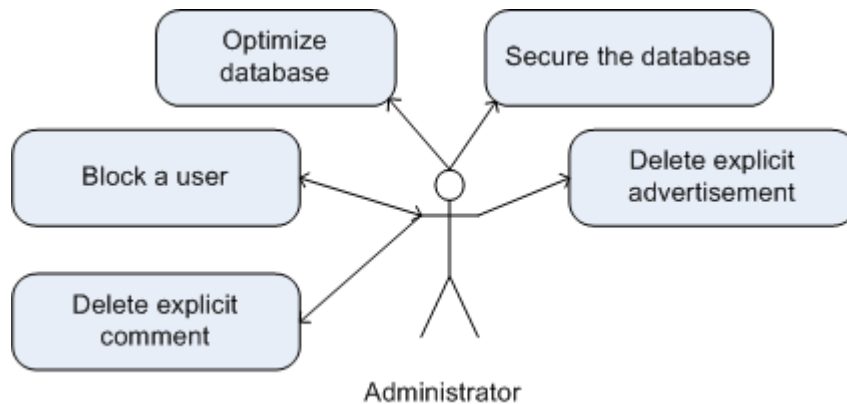 Optimize
database
Secure the database
Block a user
Delete explicit
advertisement
Delete explicit
comment
Administrator